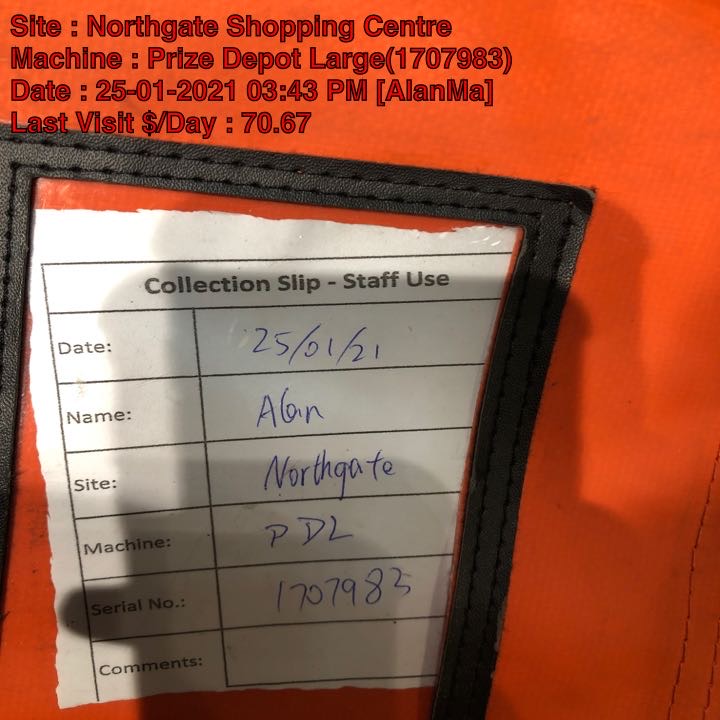 Site : Northgate Shopping Centre
Machine : Prize Depot Large(1707983)
Date : 25-01-2021 03:43 PM [AlanMa]
Last Visit $/Day : 70.67
Collection Slip - Staff Use
Date: 25/01/21
Name: Alan
Site: Northgate
Machine: PDL
Serial No.: 1707983
Comments: